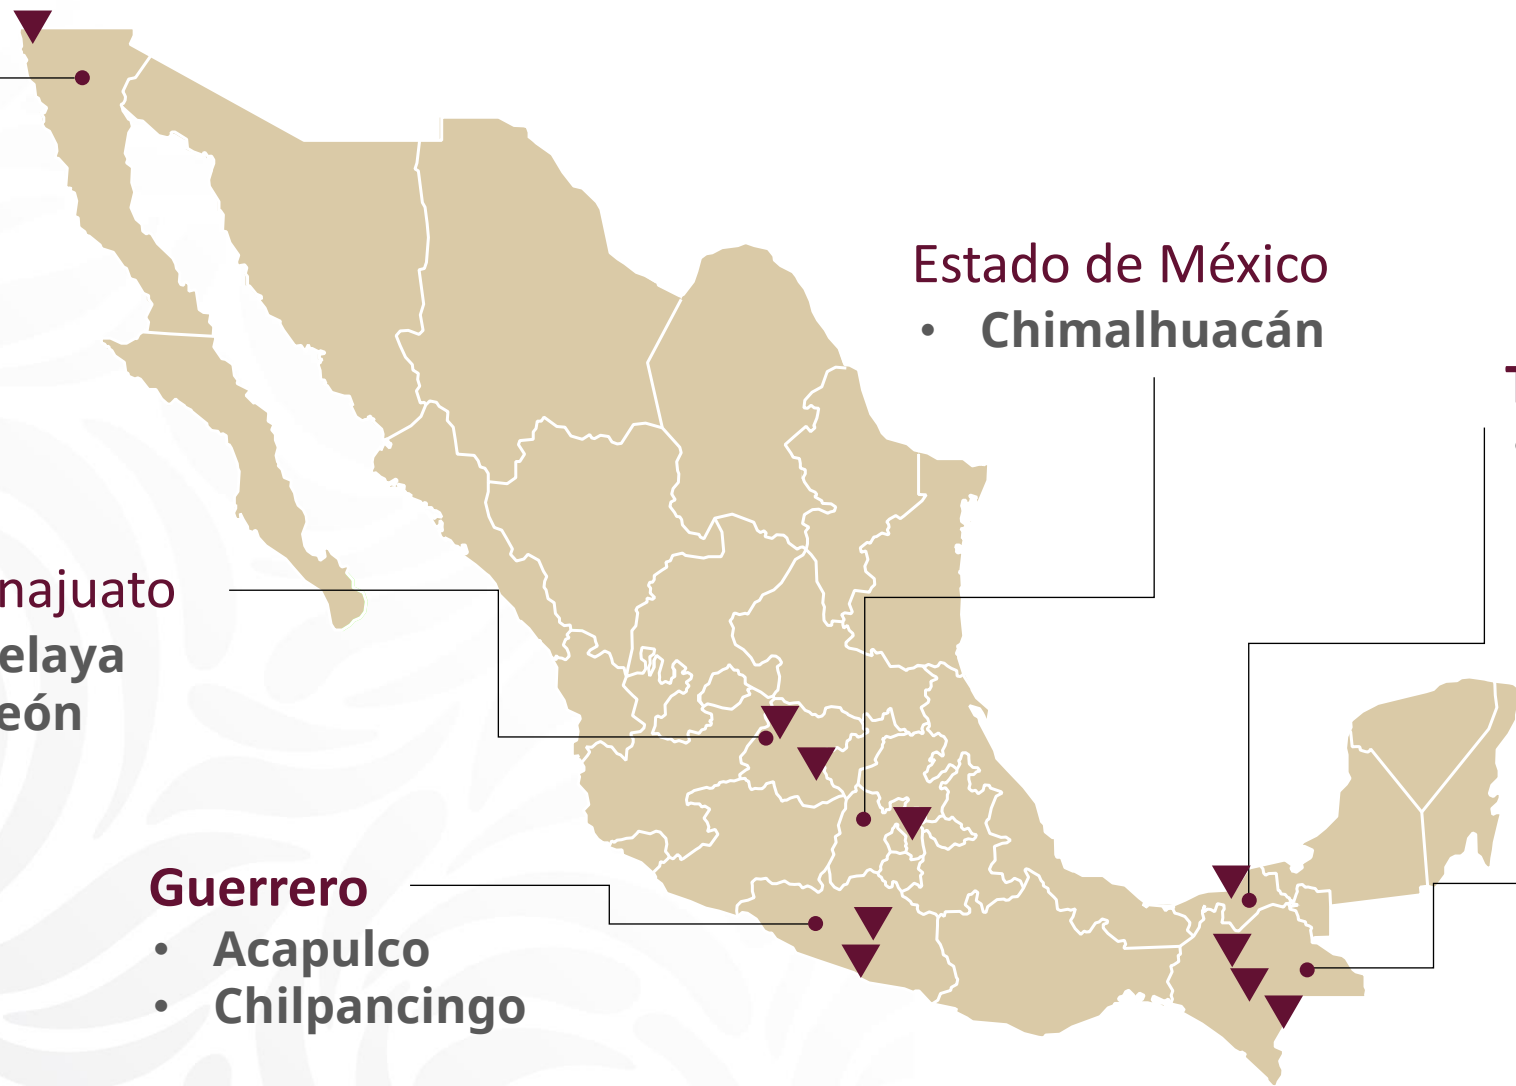 Estado de México
• Chimalhuacán
najuato
elaya
eón
Guerrero
• Acapulco
• Chilpancingo